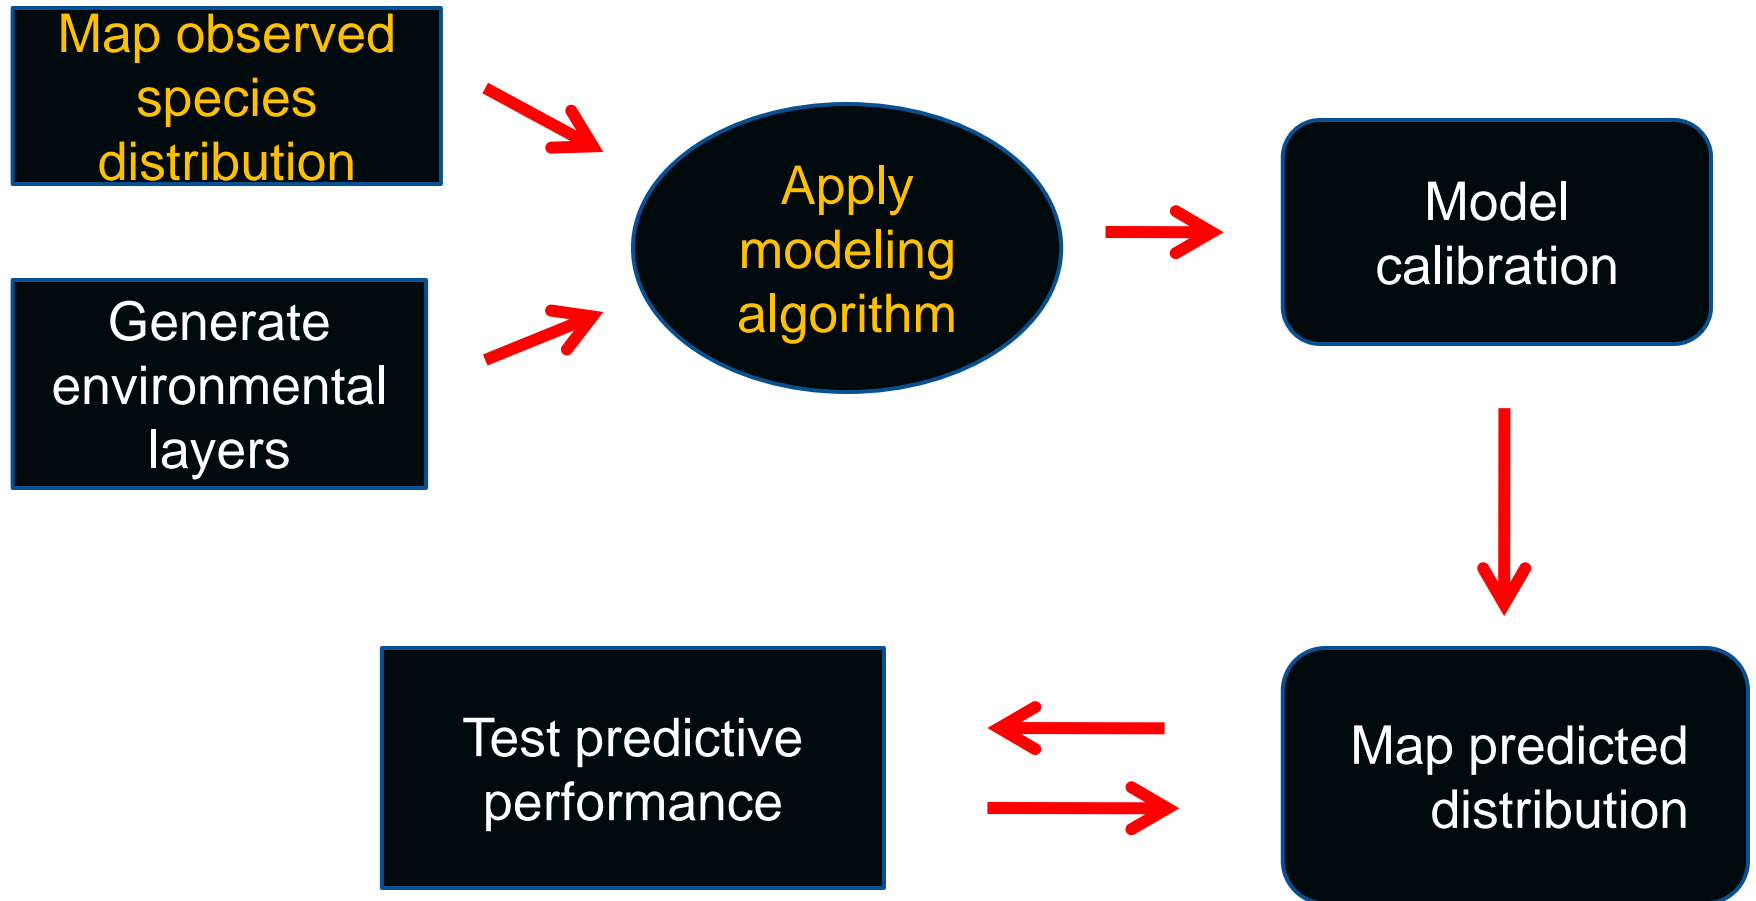 Map observed
species
distribution
Generate
environmental
layers
Apply
modeling
algorithm
Model
calibration
Test predictive
performance
Map predicted
distribution